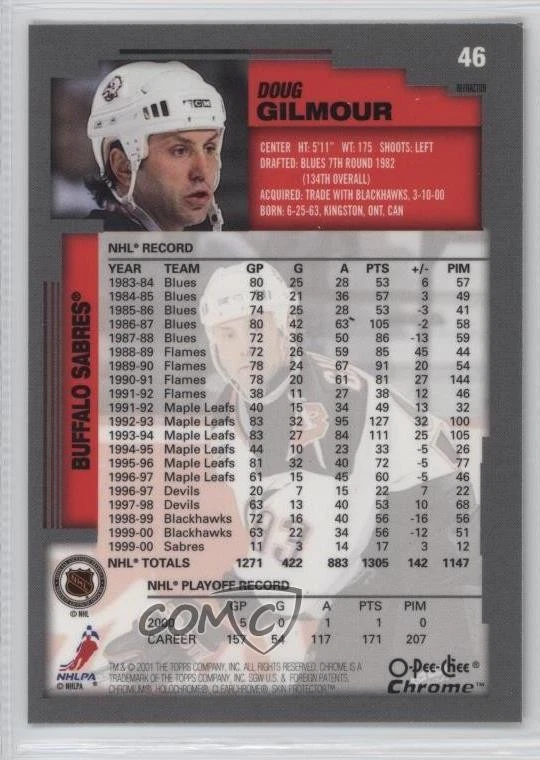 46
REFRACTOR
DOUG
GILMOUR
CCM
CENTER HT: 5'11" WT: 175 SHOOTS: LEFT
DRAFTED: BLUES 7TH ROUND 1982
(134TH OVERALL)
ACQUIRED: TRADE WITH BLACKHAWKS, 3-10-00
BORN: 6-25-63, KINGSTON, ONT, CAN
BUFFALO SABRES®
NHL® RECORD
YEAR TEAM GP G A PTS +/- PIM
1983-84 Blues 80 25 28 53 6 57
1984-85 Blues 78 21 36 57 3 49
1985-86 Blues 74 25 28 53 -3 41
1986-87 Blues 80 42 63 105 -2 58
1987-88 Blues 72 36 50 86 -13 59
1988-89 Flames 72 26 59 85 45 44
1989-90 Flames 78 24 67 91 20 54
1990-91 Flames 78 20 61 81 27 144
1991-92 Flames 38 11 27 38 12 46
1991-92 Maple Leafs 40 15 34 49 13 32
1992-93 Maple Leafs 83 32 95 127 32 100
1993-94 Maple Leafs 83 27 84 111 25 105
1994-95 Maple Leafs 44 10 23 33 -5 26
1995-96 Maple Leafs 81 32 40 72 -5 77
1996-97 Maple Leafs 61 15 45 60 -5 46
1996-97 Devils 20 7 15 22 7 22
1997-98 Devils 63 13 40 53 10 68
1998-99 Blackhawks 72 16 40 56 -16 56
1999-00 Blackhawks 63 22 34 56 -12 51
1999-00 Sabres 11 3 14 17 3 12
NHL® TOTALS 1271 422 883 1305 142 1147
NHL® PLAYOFF RECORD
GP G A PTS PIM
2000 5 0 1 1 0
CAREER 157 54 117 171 207
COMC
NHL
© NHL
NHLPA
© NHLPA
TM & © 2001 THE TOPPS COMPANY, INC. ALL RIGHTS RESERVED. CHROME IS A
TRADEMARK OF THE TOPPS COMPANY, INC. SGW U.S. & FOREIGN PATENTS.
CHROMIUM®, HOLOCHROME®, CLEARCHROME®, SKIN PROTECTOR™.
O-Pee-Chee®
Chrome™